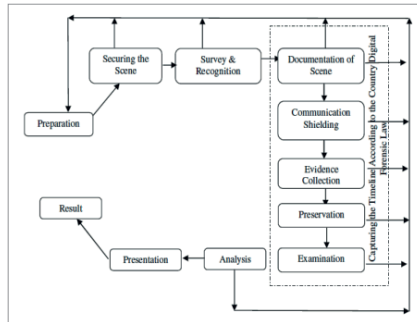 Securing the
Scene
Survey &
Recognition
Documentation of
Scene
Preparation
Communication
Shielding
Evidence
Collection
Result
Preservation
Presentation
Analysis
Examination
Capturing the Timeline According to the Country Digital
Forensic Law